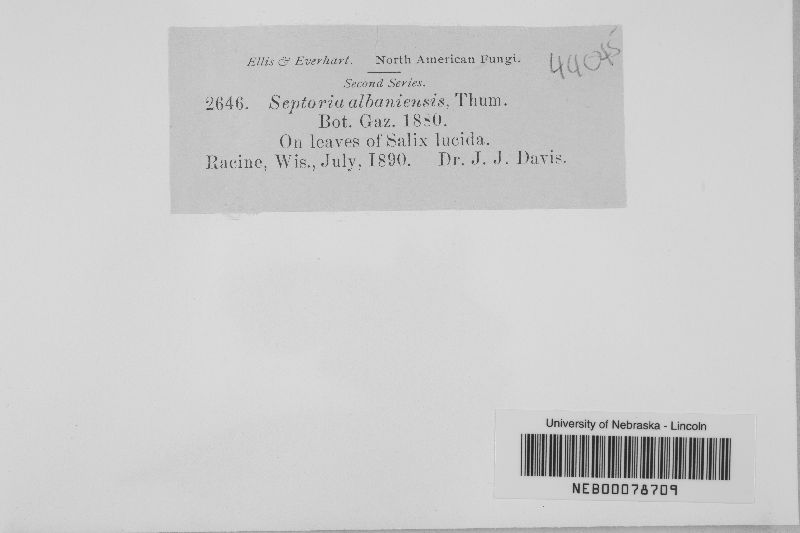 Ellis & Everhart. North American Fungi.
44045
Second Series.
2646. Septoria albaniensis, Thum.
Bot. Gaz. 1880.
On leaves of Salix lucida.
Racine, Wis., July, 1890. Dr. J. J. Davis.
University of Nebraska - Lincoln
NEB00078709